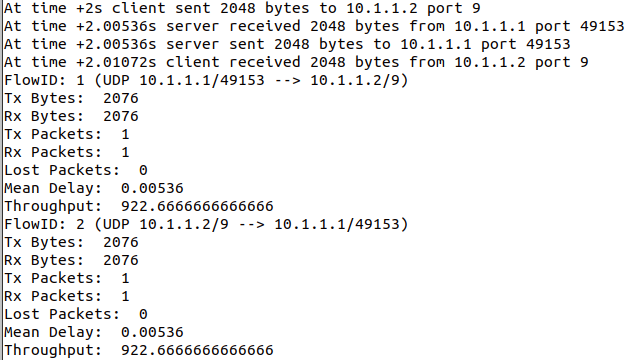 At time +2s client sent 2048 bytes to 10.1.1.2 port 9
At time +2.00536s server received 2048 bytes from 10.1.1.1 port 49153
At time +2.00536s server sent 2048 bytes to 10.1.1.1 port 49153
At time +2.01072s client received 2048 bytes from 10.1.1.2 port 9
FlowID: 1 (UDP 10.1.1.1/49153 --> 10.1.1.2/9)
Tx Bytes:  2076
Rx Bytes:  2076
Tx Packets:  1
Rx Packets:  1
Lost Packets:  0
Mean Delay:  0.00536
Throughput:  922.6666666666666
FlowID: 2 (UDP 10.1.1.2/9 --> 10.1.1.1/49153)
Tx Bytes:  2076
Rx Bytes:  2076
Tx Packets:  1
Rx Packets:  1
Lost Packets:  0
Mean Delay:  0.00536
Throughput:  922.6666666666666